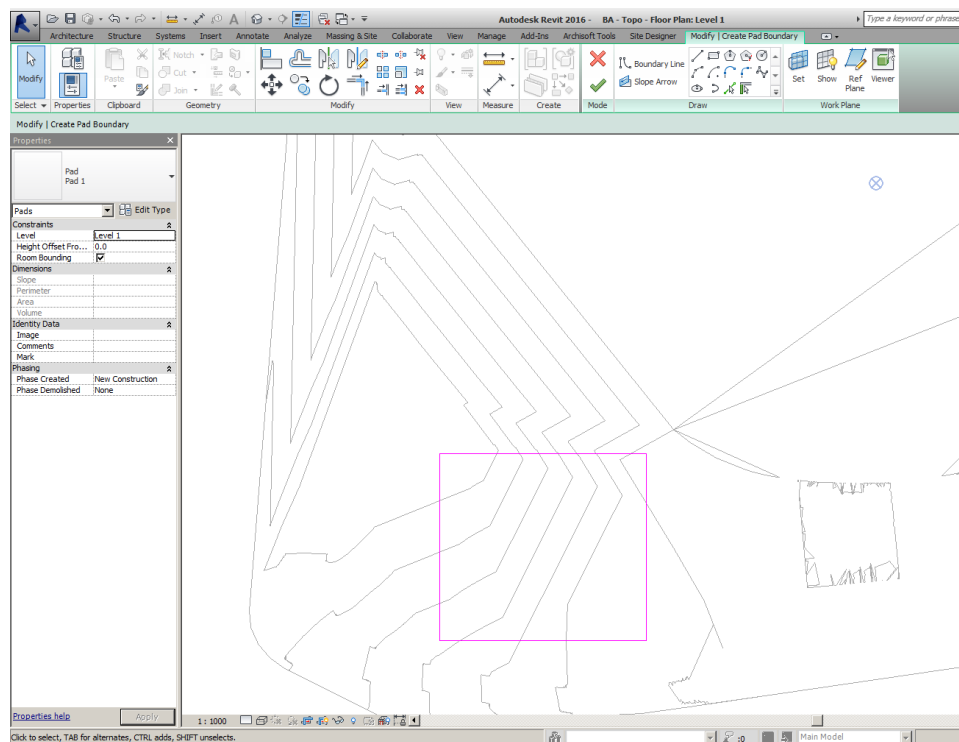 Autodesk Revit 2016 - BA - Topo - Floor Plan: Level 1
Type a keyword or phrase
Architecture Structure Systems Insert Annotate Analyze Massing & Site Collaborate View Manage Add-Ins Archisoft Tools Site Designer Modify | Create Pad Boundary
Modify
Paste
Notch
Cut
Join
Boundary Line
Slope Arrow
Set Show Ref Plane Viewer
Select Properties Clipboard Geometry Modify View Measure Create Mode Draw Work Plane
Modify | Create Pad Boundary
Properties
Pad
Pad 1
Pads Edit Type
Constraints
Level Level 1
Height Offset Fro... 0.0
Room Bounding
Dimensions
Slope
Perimeter
Area
Volume
Identity Data
Image
Comments
Mark
Phasing
Phase Created New Construction
Phase Demolished None
Properties help Apply
1 : 1000
Click to select, TAB for alternates, CTRL adds, SHIFT unselects.
:0 Main Model